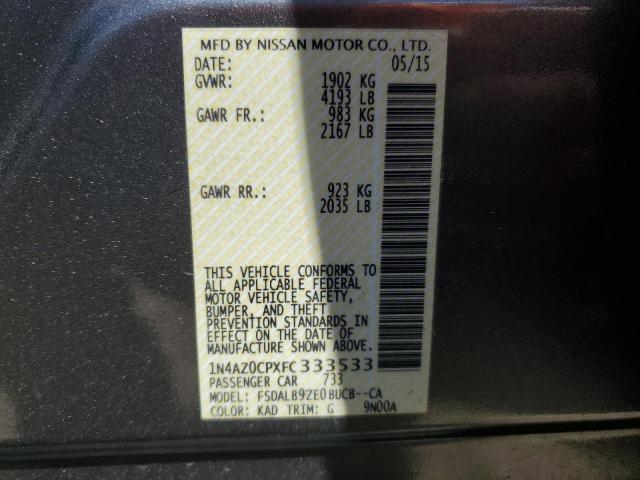 MFD BY NISSAN MOTOR CO., LTD.
DATE: 05/15
GVWR: 1902 KG
4193 LB
GAWR FR.: 983 KG
2167 LB
GAWR RR.: 923 KG
2035 LB
THIS VEHICLE CONFORMS TO
ALL APPLICABLE FEDERAL
MOTOR VEHICLE SAFETY,
BUMPER, AND THEFT
PREVENTION STANDARDS IN
EFFECT ON THE DATE OF
MANUFACTURE SHOWN ABOVE.
1N4AZ0CPXFC333533
PASSENGER CAR 733
MODEL: FSDALB9ZE0BUCB--CA
COLOR: KAD TRIM: G 9N00A